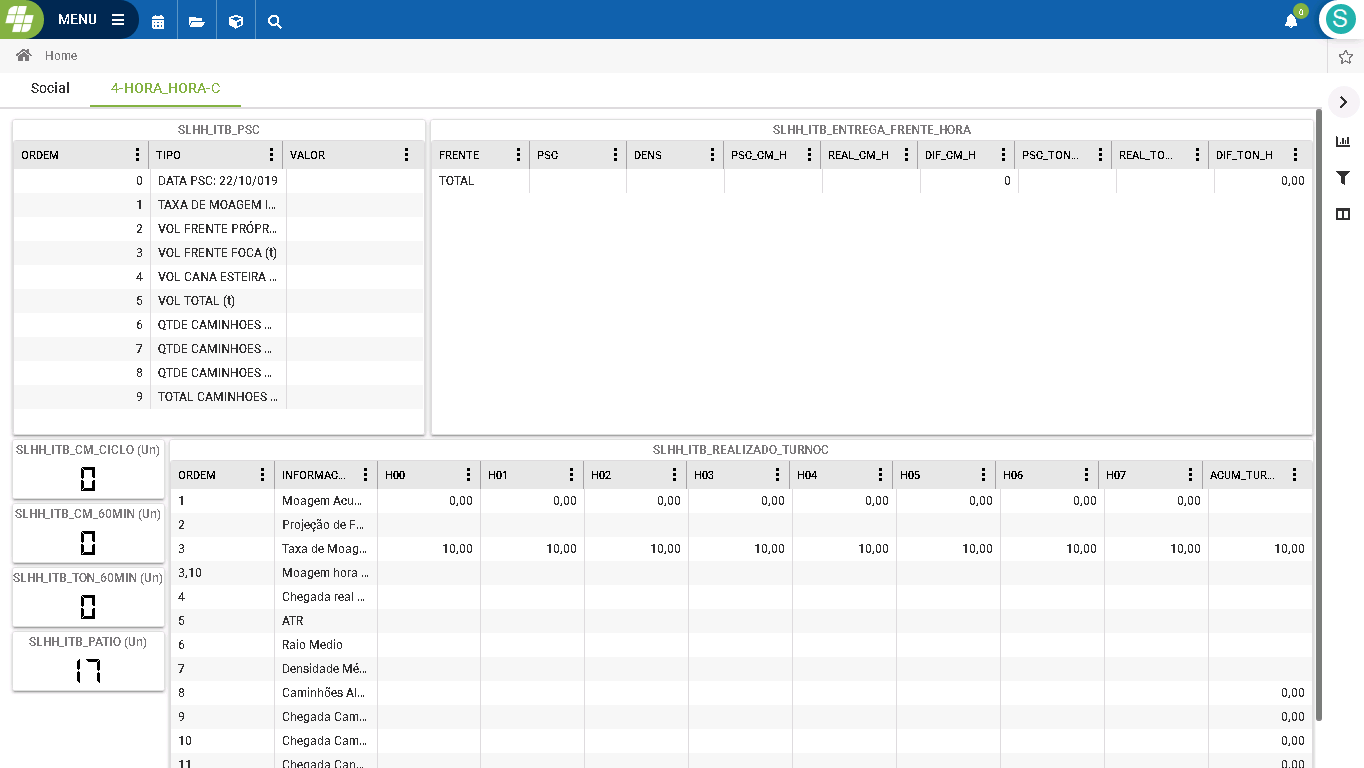 MENU
0
S
Home
Social 4-HORA_HORA-C
SLHH_ITB_PSC
ORDEM TIPO VALOR
0 DATA PSC: 22/10/019
1 TAXA DE MOAGEM I...
2 VOL FRENTE PRÓPR...
3 VOL FRENTE FOCA (t)
4 VOL CANA ESTEIRA ...
5 VOL TOTAL (t)
6 QTDE CAMINHOES ...
7 QTDE CAMINHOES ...
8 QTDE CAMINHOES ...
9 TOTAL CAMINHOES ...
SLHH_ITB_ENTREGA_FRENTE_HORA
FRENTE PSC DENS PSC_CM_H REAL_CM_H DIF_CM_H PSC_TON... REAL_TO... DIF_TON_H
TOTAL 0 0,00
SLHH_ITB_CM_CICLO (Un)
0
SLHH_ITB_CM_60MIN (Un)
0
SLHH_ITB_TON_60MIN (Un)
0
SLHH_ITB_PATIO (Un)
17
SLHH_ITB_REALIZADO_TURNOC
ORDEM INFORMAC... H00 H01 H02 H03 H04 H05 H06 H07 ACUM_TUR...
1 Moagem Acu... 0,00 0,00 0,00 0,00 0,00 0,00 0,00 0,00
2 Projeção de F...
3 Taxa de Moag... 10,00 10,00 10,00 10,00 10,00 10,00 10,00 10,00 10,00
3,10 Moagem hora ...
4 Chegada real ...
5 ATR
6 Raio Medio
7 Densidade Mé...
8 Caminhões Al... 0,00
9 Chegada Cam... 0,00
10 Chegada Cam... 0,00
11 Chegada Can... 0,00